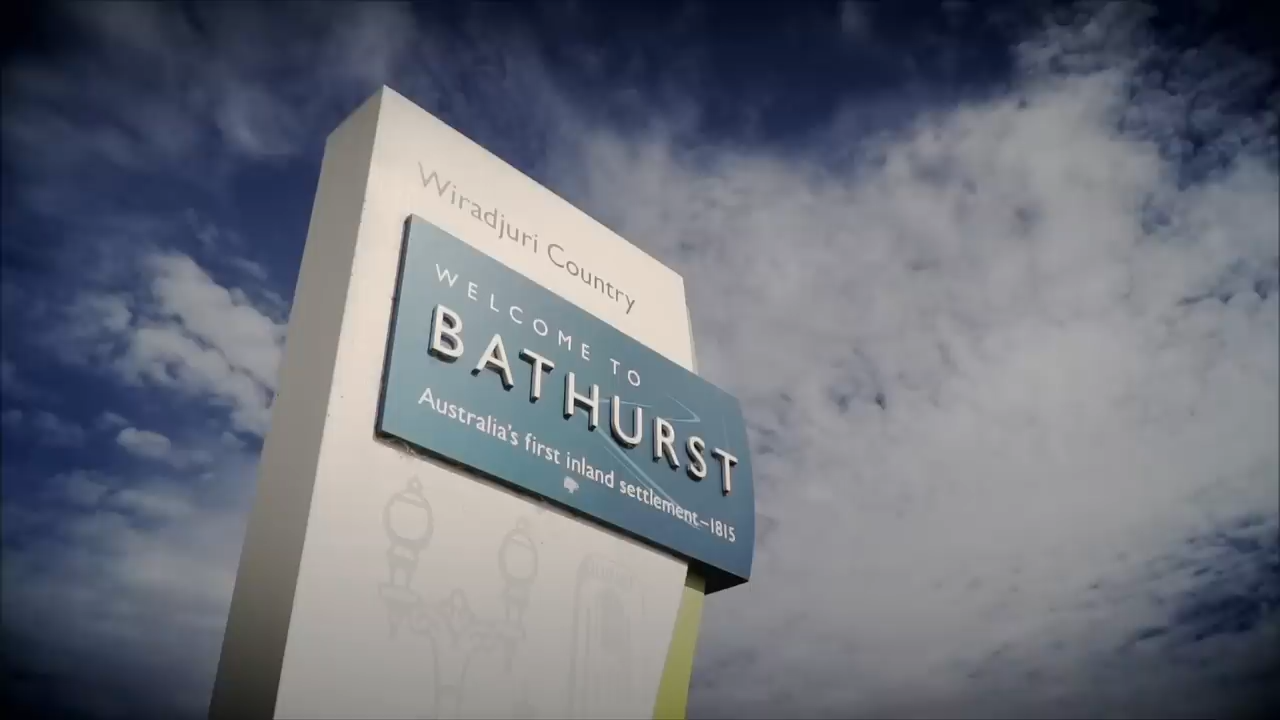 Wiradjuri Country
WELCOME TO
BATHURST
Australia's first inland settlement–1815